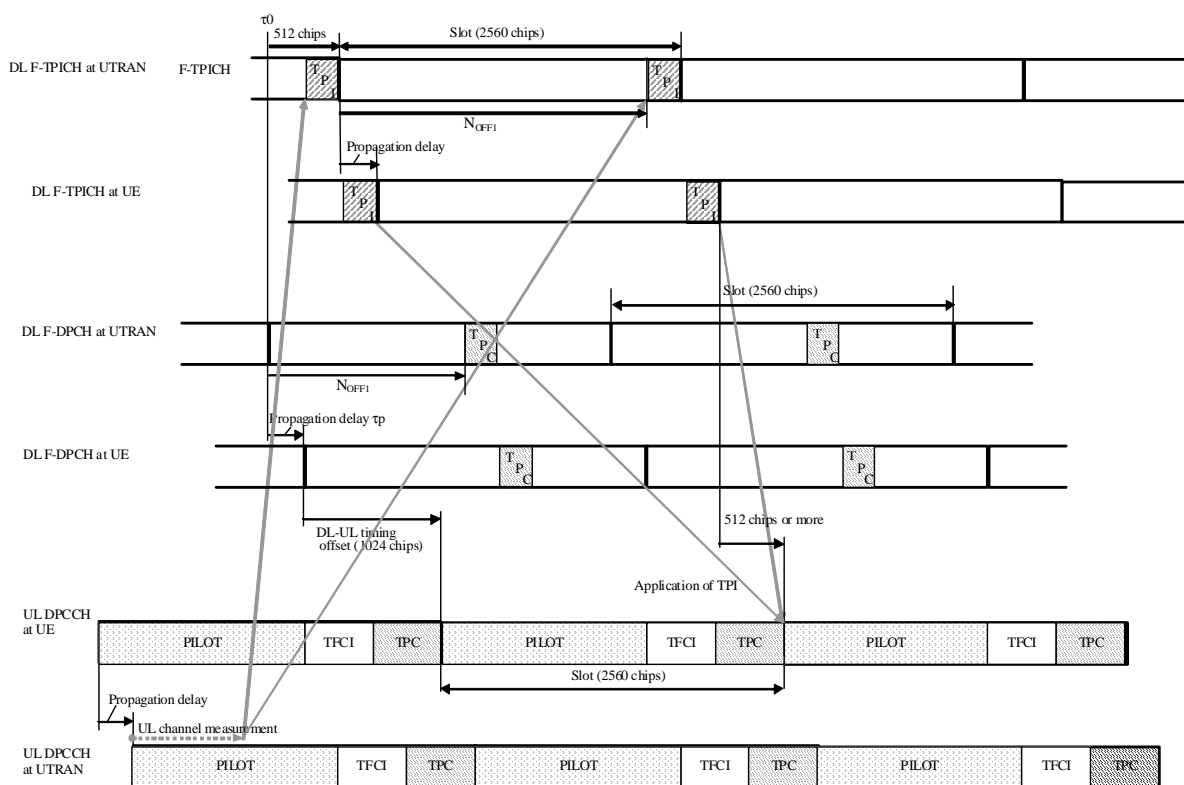 τ0
512 chips
Slot (2560 chips)
DL F-TPICH at UTRAN
F-TPICH
T P I
T P I
N_OFF1
Propagation delay
DL F-TPICH at UE
T P I
T P I
Slot (2560 chips)
DL F-DPCH at UTRAN
T P C
T P C
N_OFF1
Propagation delay τp
DL F-DPCH at UE
T P C
T P C
512 chips or more
DL-UL timing
offset (1024 chips)
Application of TPI
UL DPCCH
at UE
PILOT
TFCI
TPC
PILOT
TFCI
TPC
PILOT
TFCI
TPC
Slot (2560 chips)
Propagation delay
UL channel measurement
UL DPCCH
at UTRAN
PILOT
TFCI
TPC
PILOT
TFCI
TPC
PILOT
TFCI
TPC